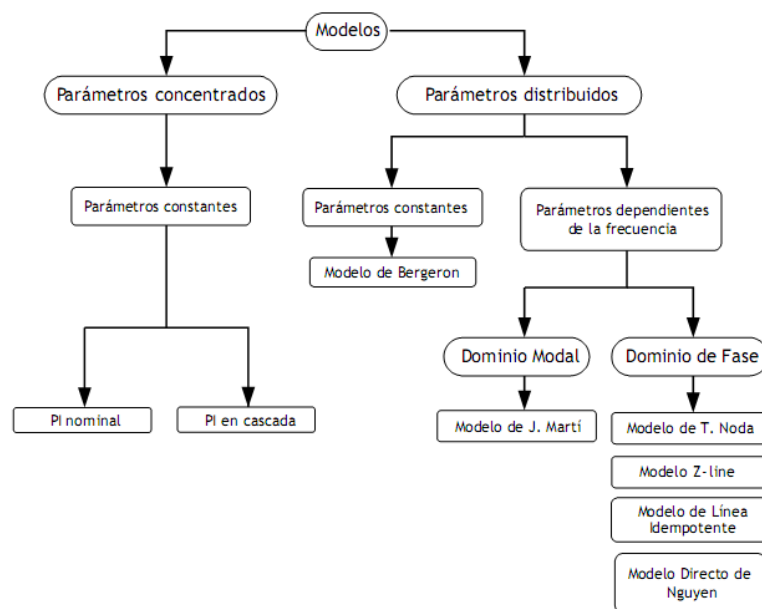 Modelos
Parámetros concentrados
Parámetros distribuidos
Parámetros constantes
Parámetros constantes
Parámetros dependientes
de la frecuencia
Modelo de Bergeron
Dominio Modal
Dominio de Fase
PI nominal
PI en cascada
Modelo de J. Martí
Modelo de T. Noda
Modelo Z-line
Modelo de Línea
Idempotente
Modelo Directo de
Nguyen